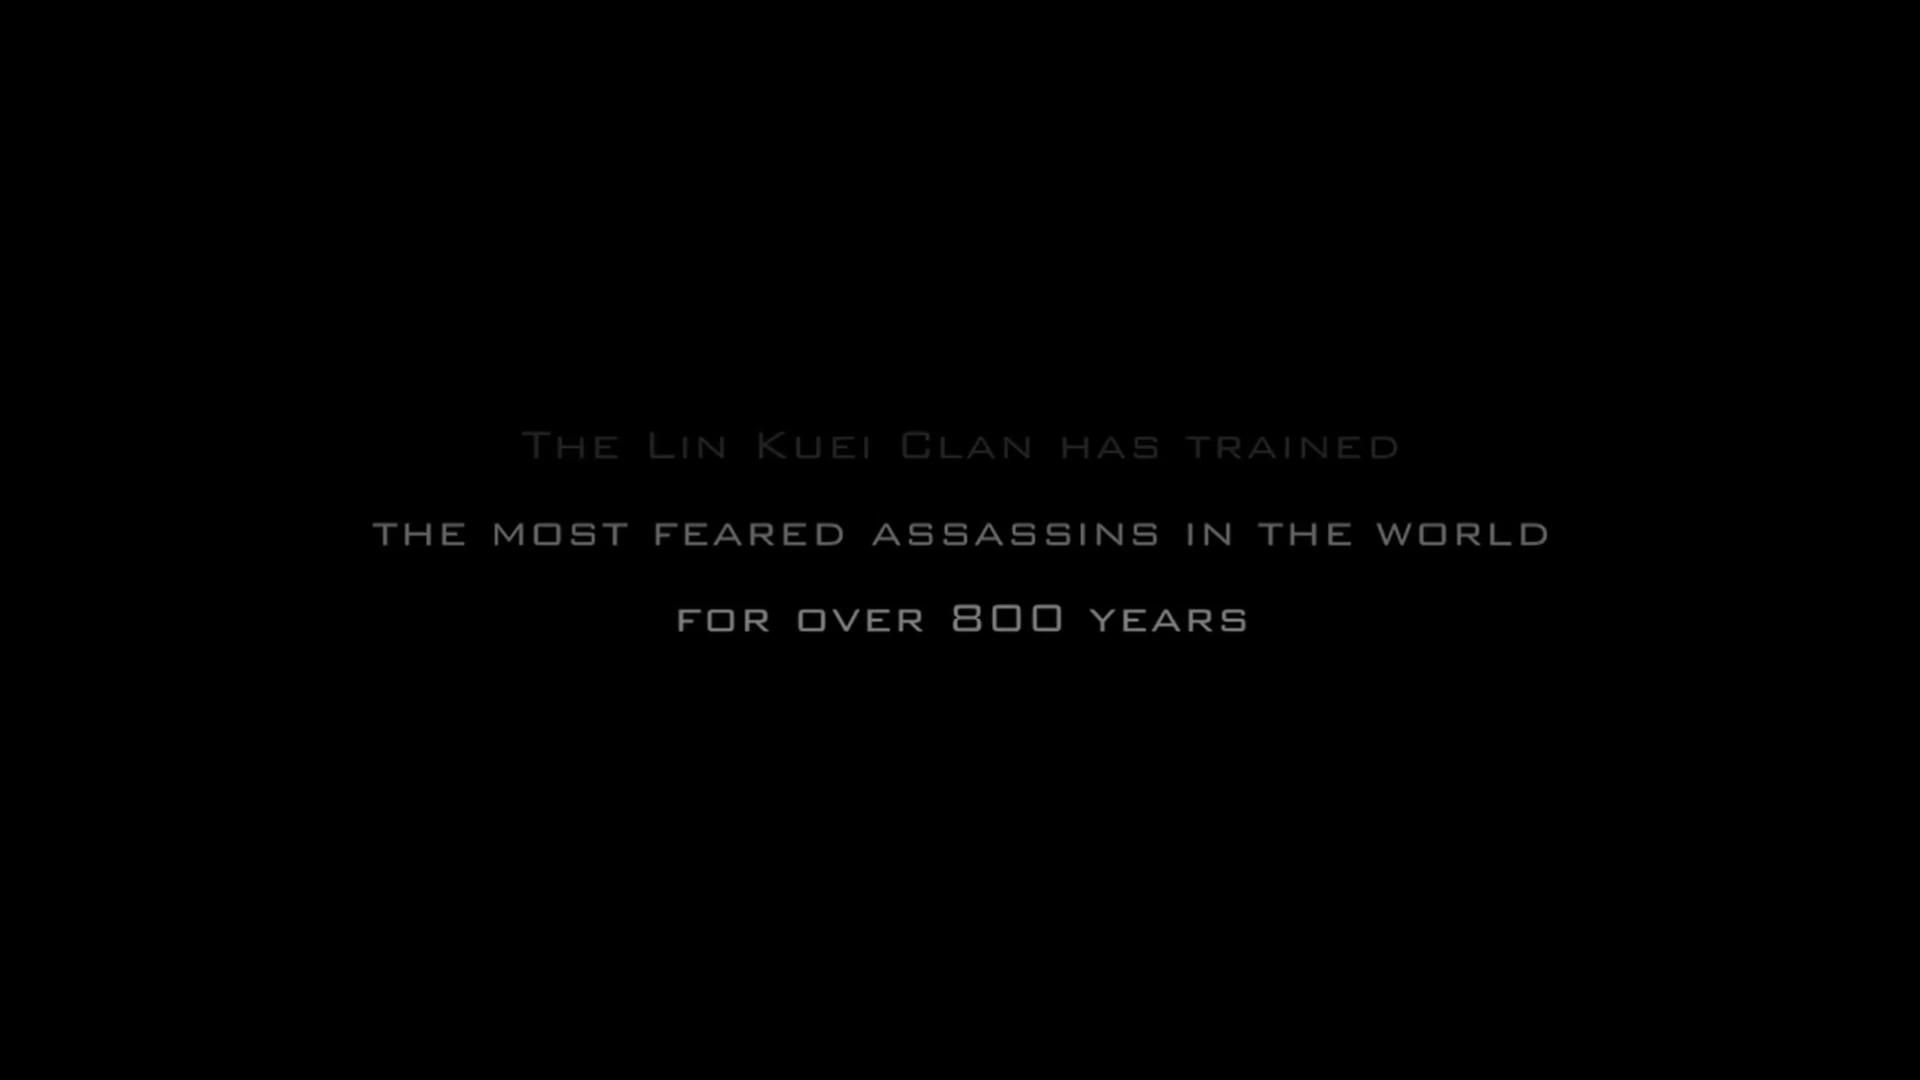 The Lin Kuei Clan has trained
the most feared assassins in the world
for over 800 years